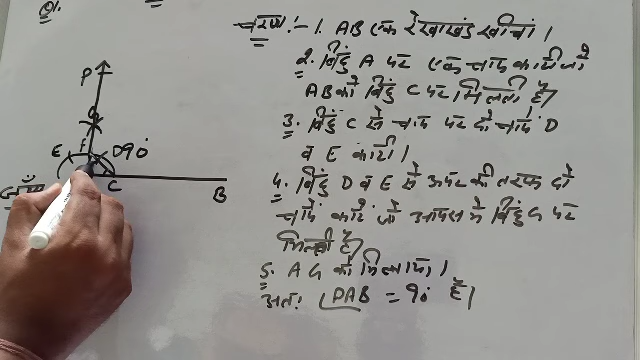 चरण:- 1. AB एक रेखाखंड खींचों।
2. बिंदु A पर एक चाप काटों जो
AB को बिंदु C पर मिलती है।
3. बिंदु C से चाप पर दो चापें D
व E काटों।
4. बिंदु D व E से ऊपर की तरफ दो
चापें काटें जो आपस में बिंदु G पर
मिलती है।
5. AG को मिलाए।
अतः ∠PAB = 90° है।
P
G
E F D 90°
C B